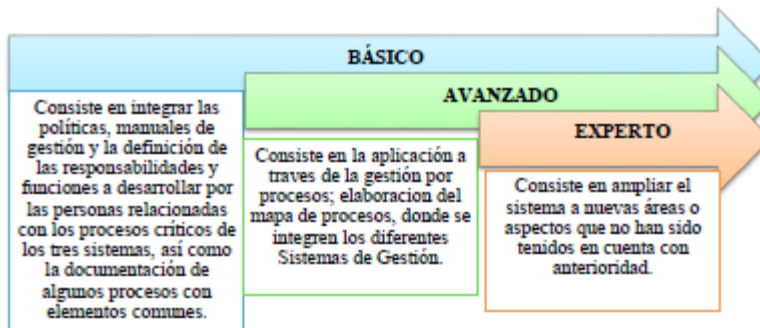 BÁSICO
Consiste en integrar las
políticas, manuales de
gestión y la definición de
las responsabilidades y
funciones a desarrollar por
las personas relacionadas
con los procesos críticos de
los tres sistemas, así como
la documentación de
algunos procesos con
elementos comunes.
AVANZADO
Consiste en la aplicación a
traves de la gestión por
procesos; elaboracion del
mapa de procesos, donde se
integren los diferentes
Sistemas de Gestión.
EXPERTO
Consiste en ampliar el
sistema a nuevas áreas o
aspectos que no han sido
tenidos en cuenta con
anterioridad.